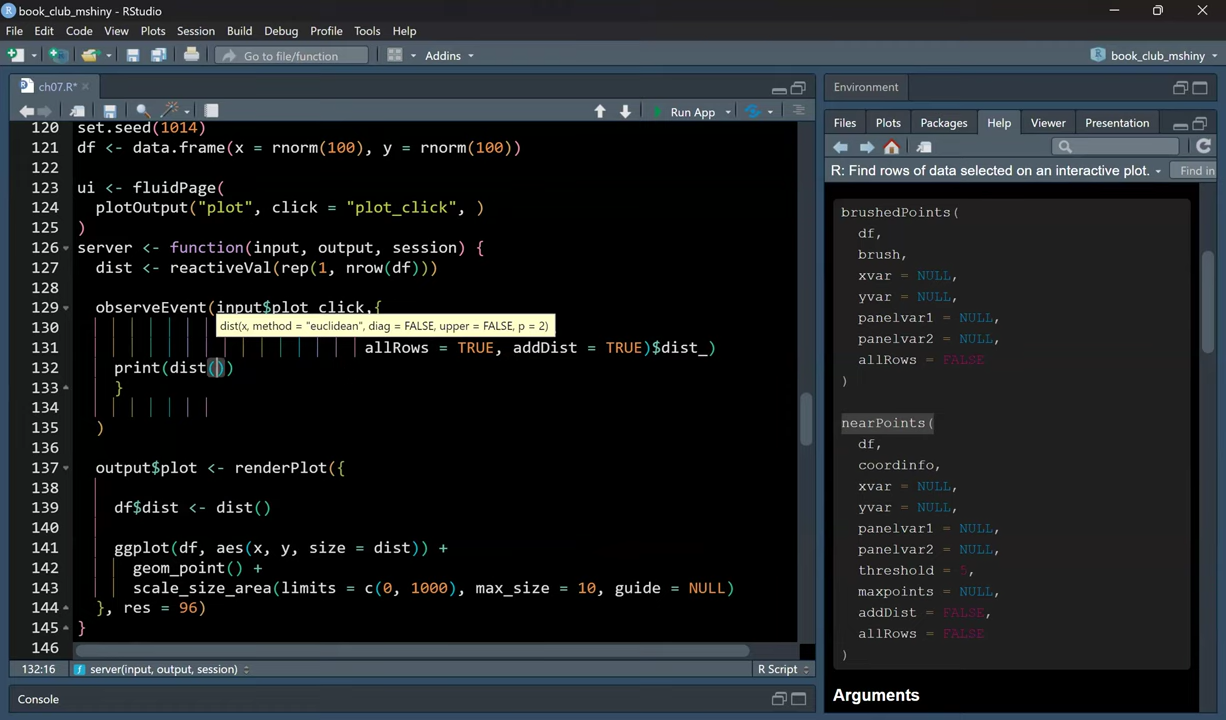 book_club_mshiny - RStudio
File Edit Code View Plots Session Build Debug Profile Tools Help
Go to file/function Addins book_club_mshiny
ch07.R*
Run App
120 set.seed(1014)
121 df <- data.frame(x = rnorm(100), y = rnorm(100))
122
123 ui <- fluidPage(
124 plotOutput("plot", click = "plot_click", )
125 )
126 server <- function(input, output, session) {
127 dist <- reactiveVal(rep(1, nrow(df)))
128
129 observeEvent(input$plot_click,{
dist(x, method = "euclidean", diag = FALSE, upper = FALSE, p = 2)
130
131 allRows = TRUE, addDist = TRUE)$dist_)
132 print(dist())
133 }
134
135 )
136
137 output$plot <- renderPlot({
138
139 df$dist <- dist()
140
141 ggplot(df, aes(x, y, size = dist)) +
142 geom_point() +
143 scale_size_area(limits = c(0, 1000), max_size = 10, guide = NULL)
144 }, res = 96)
145 }
146
132:16 server(input, output, session) R Script
Console
Environment
Files Plots Packages Help Viewer Presentation
R: Find rows of data selected on an interactive plot. Find in
brushedPoints(
df,
brush,
xvar = NULL,
yvar = NULL,
panelvar1 = NULL,
panelvar2 = NULL,
allRows = FALSE
)
nearPoints(
df,
coordinfo,
xvar = NULL,
yvar = NULL,
panelvar1 = NULL,
panelvar2 = NULL,
threshold = 5,
maxpoints = NULL,
addDist = FALSE,
allRows = FALSE
)
Arguments